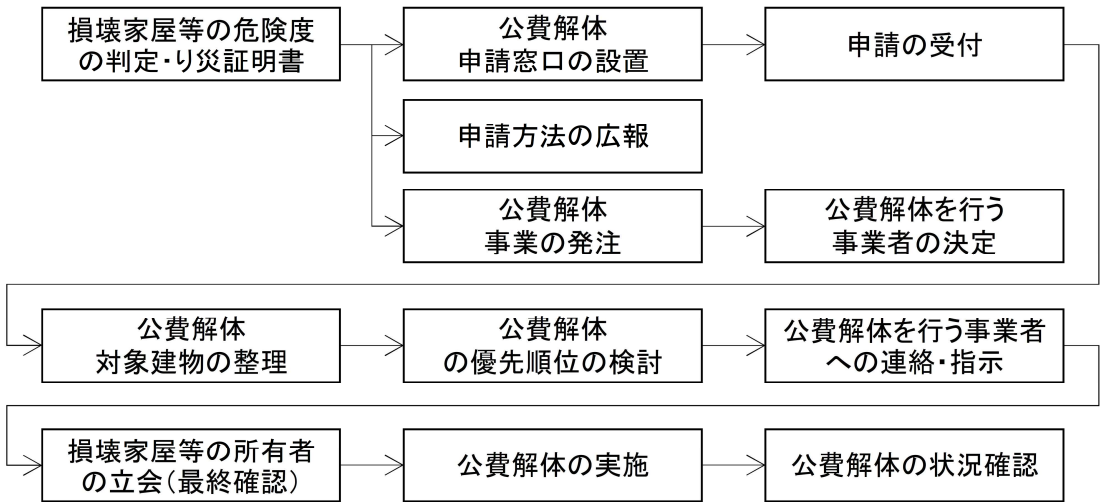 損壊家屋等の危険度
の判定・り災証明書
公費解体
申請窓口の設置
申請の受付
申請方法の広報
公費解体
事業の発注
公費解体を行う
事業者の決定
公費解体
対象建物の整理
公費解体
の優先順位の検討
公費解体を行う事業者
への連絡・指示
損壊家屋等の所有者
の立会（最終確認）
公費解体の実施
公費解体の状況確認